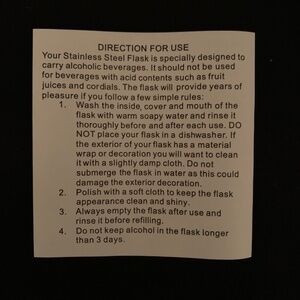 DIRECTION FOR USE
Your Stainless Steel Flask is specially designed to
carry alcoholic beverages. It should not be used
for beverages with acid contents such as fruit
juices and cordials. The flask will provide years of
pleasure if you follow a few simple rules:
1. Wash the inside, cover and mouth of the
flask with warm soapy water and rinse it
thoroughly before and after each use. DO
NOT place your flask in a dishwasher. If
the exterior of your flask has a material
wrap or decoration you will want to clean
it with a slightly damp cloth. Do not
submerge the flask in water as this could
damage the exterior decoration.
2. Polish with a soft cloth to keep the flask
appearance clean and shiny.
3. Always empty the flask after use and
rinse it before refilling.
4. Do not keep alcohol in the flask longer
than 3 days.